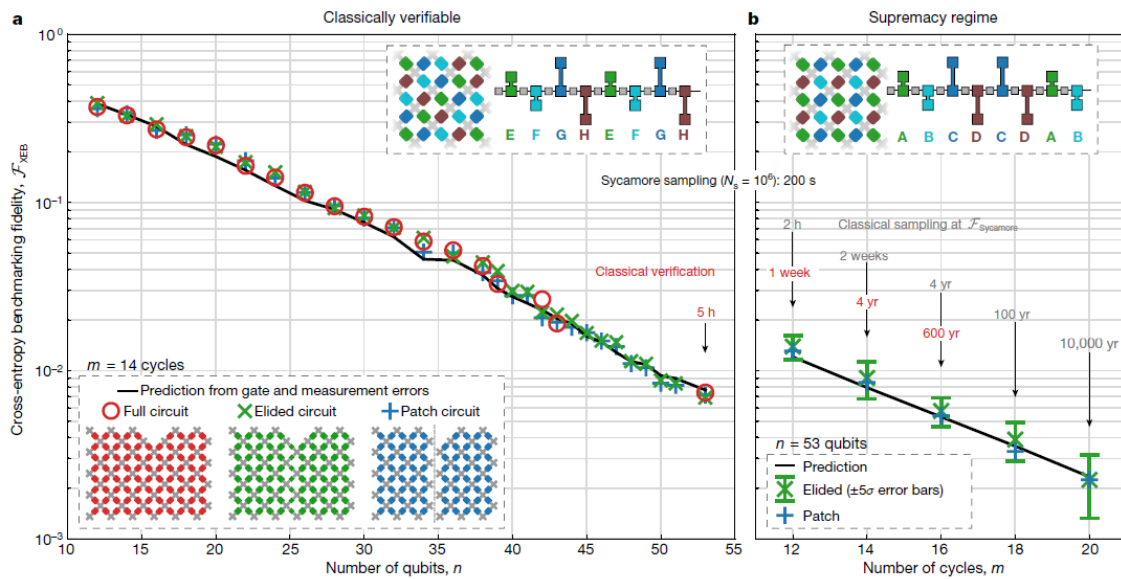 a
Classically verifiable
b
Supremacy regime
Cross-entropy benchmarking fidelity, ℱXEB
10⁰
10⁻¹
10⁻²
10⁻³
E F G H E F G H
A B C D C D A B
Sycamore sampling (Nₛ = 10⁶): 200 s
Classical sampling at ℱSycamore
Classical verification
5 h
2 h
1 week
2 weeks
4 yr
4 yr
600 yr
100 yr
10,000 yr
m = 14 cycles
Prediction from gate and measurement errors
Full circuit
Elided circuit
Patch circuit
n = 53 qubits
Prediction
Elided (±5σ error bars)
Patch
10 15 20 25 30 35 40 45 50 55
Number of qubits, n
12 14 16 18 20
Number of cycles, m